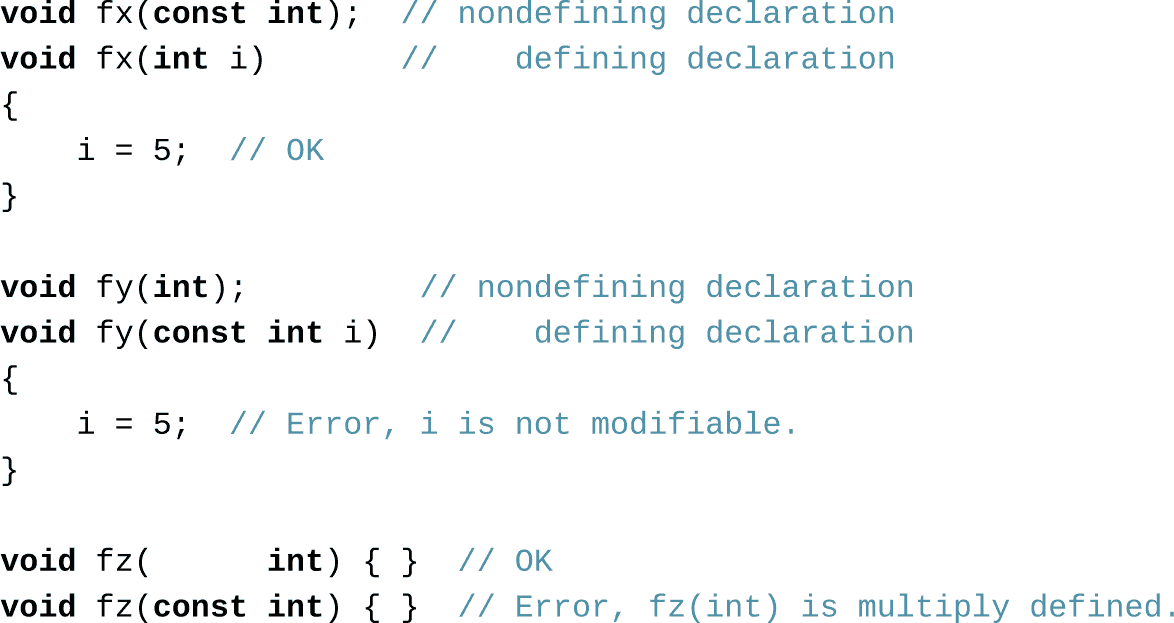 void fx(const int);  // nondefining declaration
void fx(int i)       //    defining declaration
{
    i = 5;  // OK
}
void fy(int);         // nondefining declaration
void fy(const int i)  //    defining declaration
{
    i = 5;  // Error, i is not modifiable.
}
void fz(      int) { }  // OK
void fz(const int) { }  // Error, fz(int) is multiply defined.